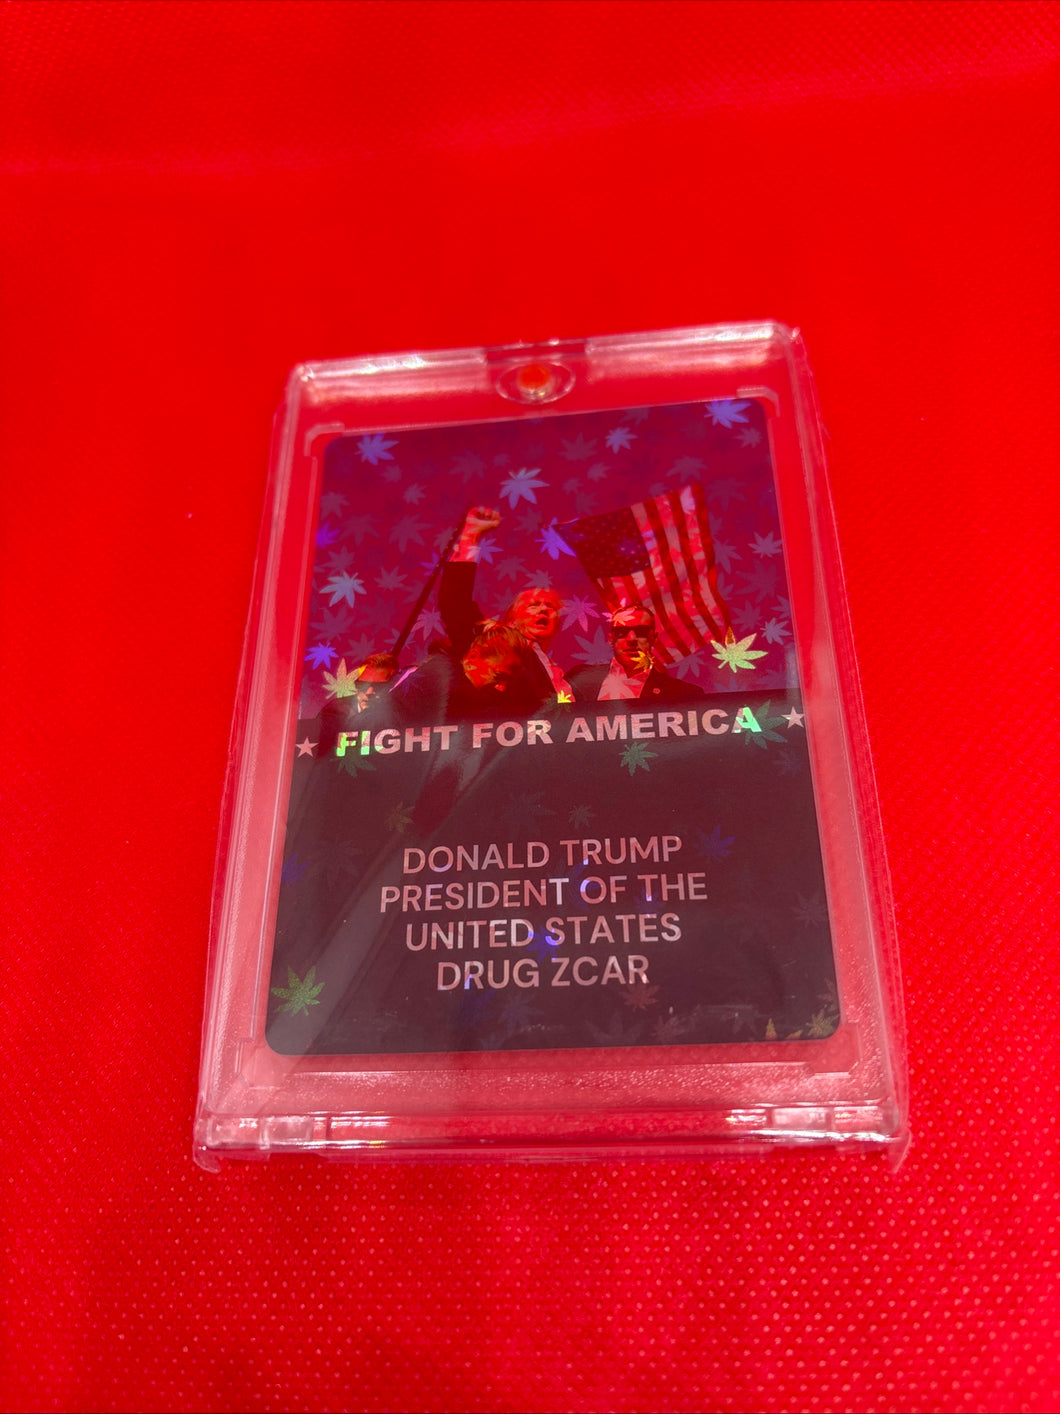 ★ FIGHT FOR AMERICA ★
DONALD TRUMP
PRESIDENT OF THE
UNITED STATES
DRUG ZCAR